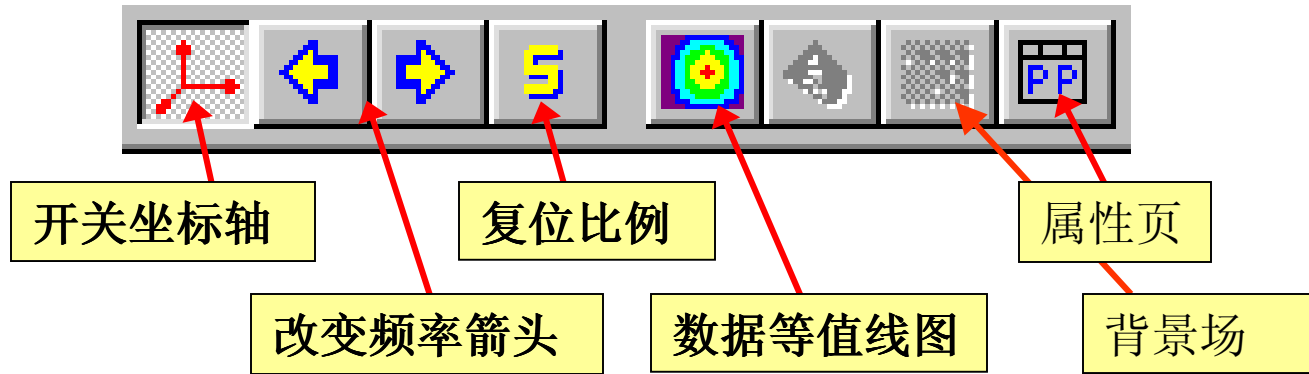 S
PP
开关坐标轴
复位比例
属性页
改变频率箭头
数据等值线图
背景场